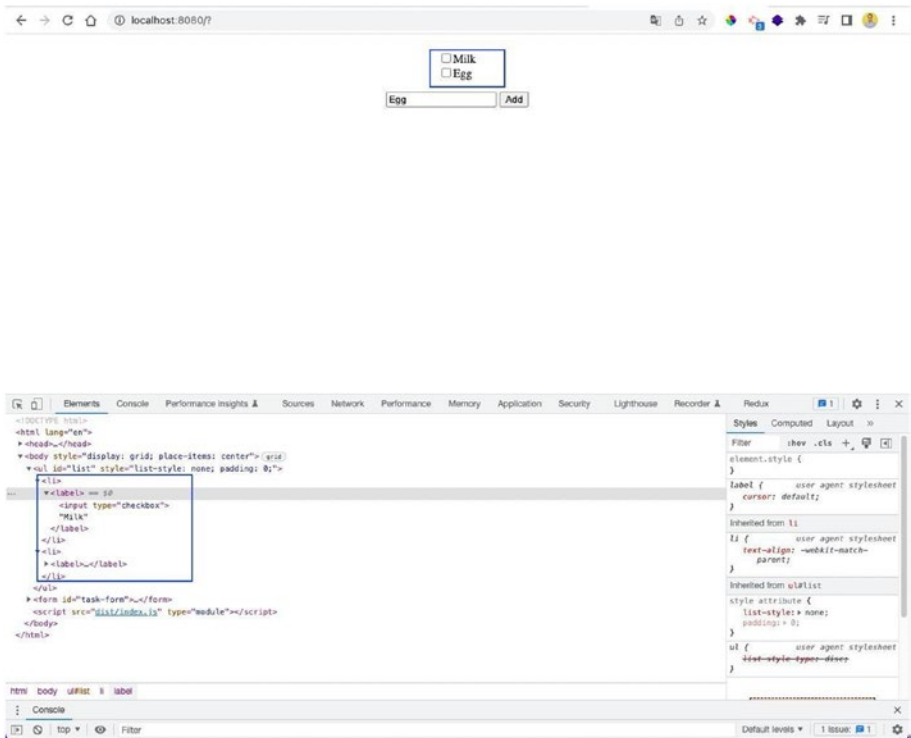 localhost:8080/?
3
Milk
Egg
Egg Add
Elements Console Performance insights Sources Network Performance Memory Application Security Lighthouse Recorder Redux 1
<!DOCTYPE html>
<html lang="en">
<head>…</head>
<body style="display: grid; place-items: center"> grid
<ul id="list" style="list-style: none; padding: 0;">
<li>
<label> == $0
<input type="checkbox">
"Milk"
</label>
</li>
<li>
<label>…</label>
</li>
</ul>
<form id="task-form">…</form>
<script src="dist/index.js" type="module"></script>
</body>
</html>
html body ul#list li label
Styles Computed Layout »
Filter :hov .cls +
element.style {
}
label { user agent stylesheet
cursor: default;
}
Inherited from li
li { user agent stylesheet
text-align: -webkit-match-
parent;
}
Inherited from ul#list
style attribute {
list-style: none;
padding: 0;
}
ul { user agent stylesheet
list-style-type: disc;
}
Console
top Filter Default levels 1 Issue: 1